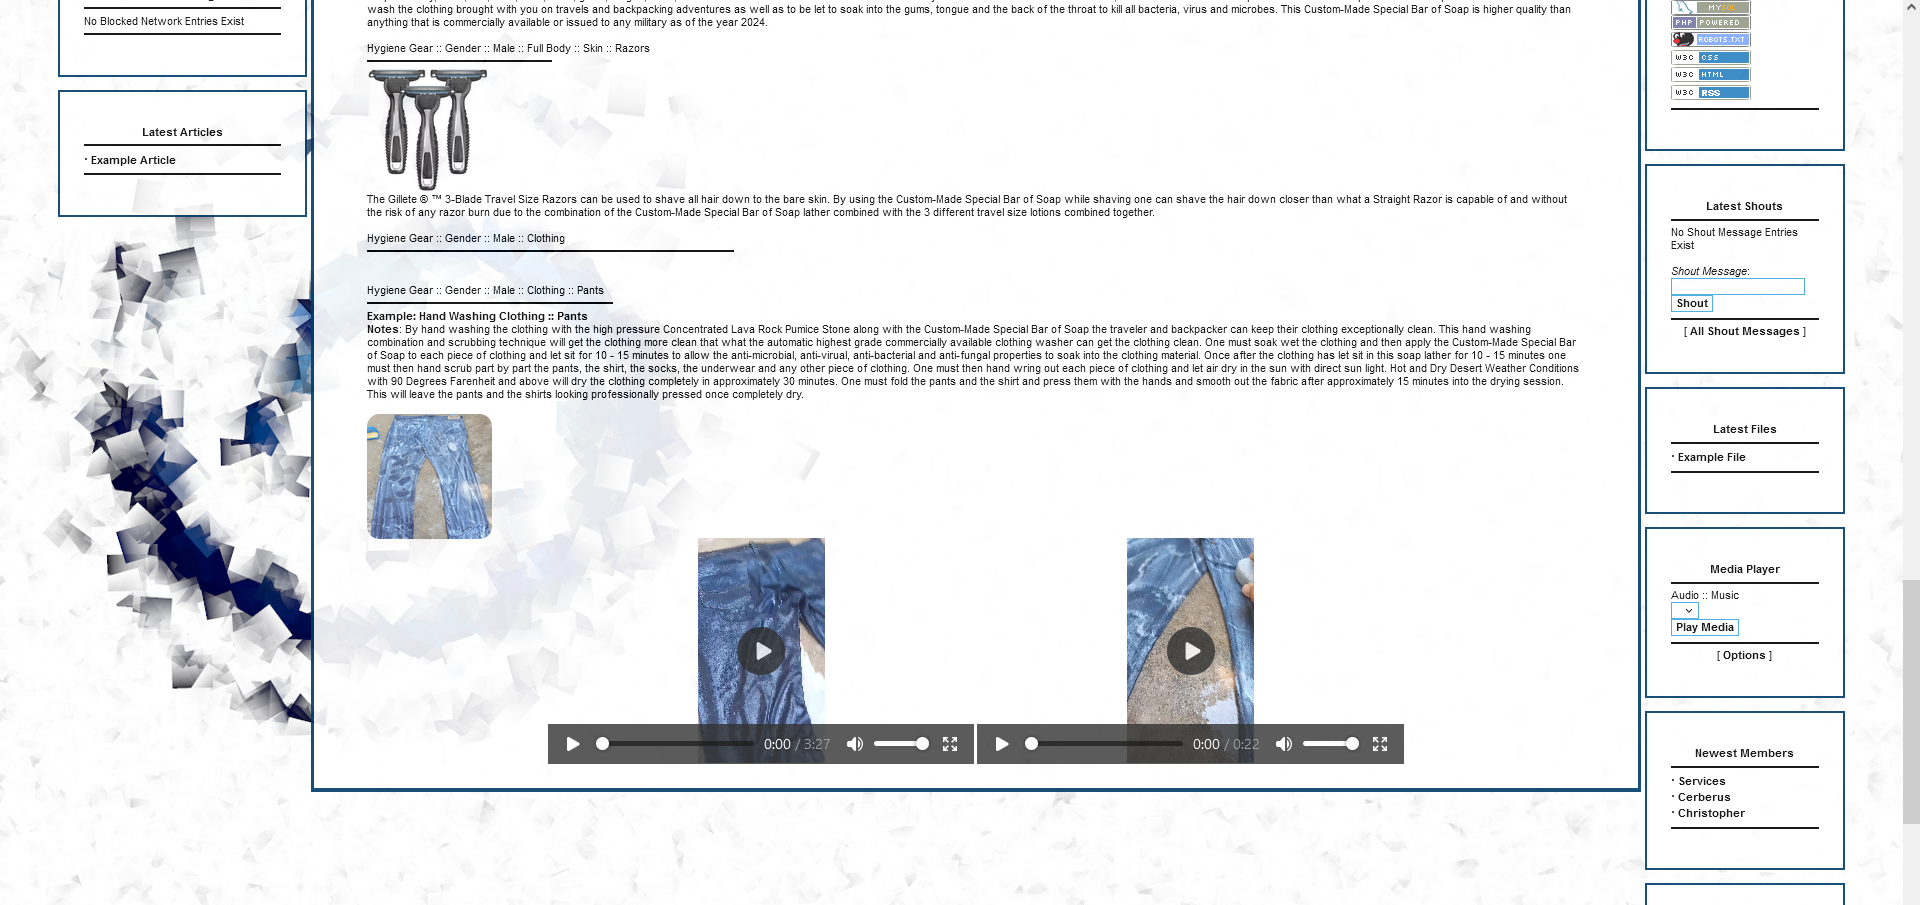 No Blocked Network Entries Exist
Latest Articles
· Example Article
wash the clothing brought with you on travels and backpacking adventures as well as to be let to soak into the gums, tongue and the back of the throat to kill all bacteria, virus and microbes. This Custom-Made Special Bar of Soap is higher quality than
anything that is commercially available or issued to any military as of the year 2024.
Hygiene Gear :: Gender :: Male :: Full Body :: Skin :: Razors
The Gillete ® ™ 3-Blade Travel Size Razors can be used to shave all hair down to the bare skin. By using the Custom-Made Special Bar of Soap while shaving one can shave the hair down closer than what a Straight Razor is capable of and without
the risk of any razor burn due to the combination of the Custom-Made Special Bar of Soap lather combined with the 3 different travel size lotions combined together.
Hygiene Gear :: Gender :: Male :: Clothing
Hygiene Gear :: Gender :: Male :: Clothing :: Pants
Example: Hand Washing Clothing :: Pants
Notes: By hand washing the clothing with the high pressure Concentrated Lava Rock Pumice Stone along with the Custom-Made Special Bar of Soap the traveler and backpacker can keep their clothing exceptionally clean. This hand washing
combination and scrubbing technique will get the clothing more clean that what the automatic highest grade commercially available clothing washer can get the clothing clean. One must soak wet the clothing and then apply the Custom-Made Special Bar
of Soap to each piece of clothing and let sit for 10 - 15 minutes to allow the anti-microbial, anti-virual, anti-bacterial and anti-fungal properties to soak into the clothing material. Once after the clothing has let sit in this soap lather for 10 - 15 minutes one
must then hand scrub part by part the pants, the shirt, the socks, the underwear and any other piece of clothing. One must then hand wring out each piece of clothing and let air dry in the sun with direct sun light. Hot and Dry Desert Weather Conditions
with 90 Degrees Farenheit and above will dry the clothing completely in approximately 30 minutes. One must fold the pants and the shirt and press them with the hands and smooth out the fabric after approximately 15 minutes into the drying session.
This will leave the pants and the shirts looking professionally pressed once completely dry.
0:00 / 3:27
0:00 / 0:22
MYSQL
PHP POWERED
ROBOTS.TXT
W3C CSS
W3C HTML
W3C RSS
Latest Shouts
No Shout Message Entries
Exist
Shout Message:
Shout
[ All Shout Messages ]
Latest Files
· Example File
Media Player
Audio :: Music
Play Media
[ Options ]
Newest Members
· Services
· Cerberus
· Christopher